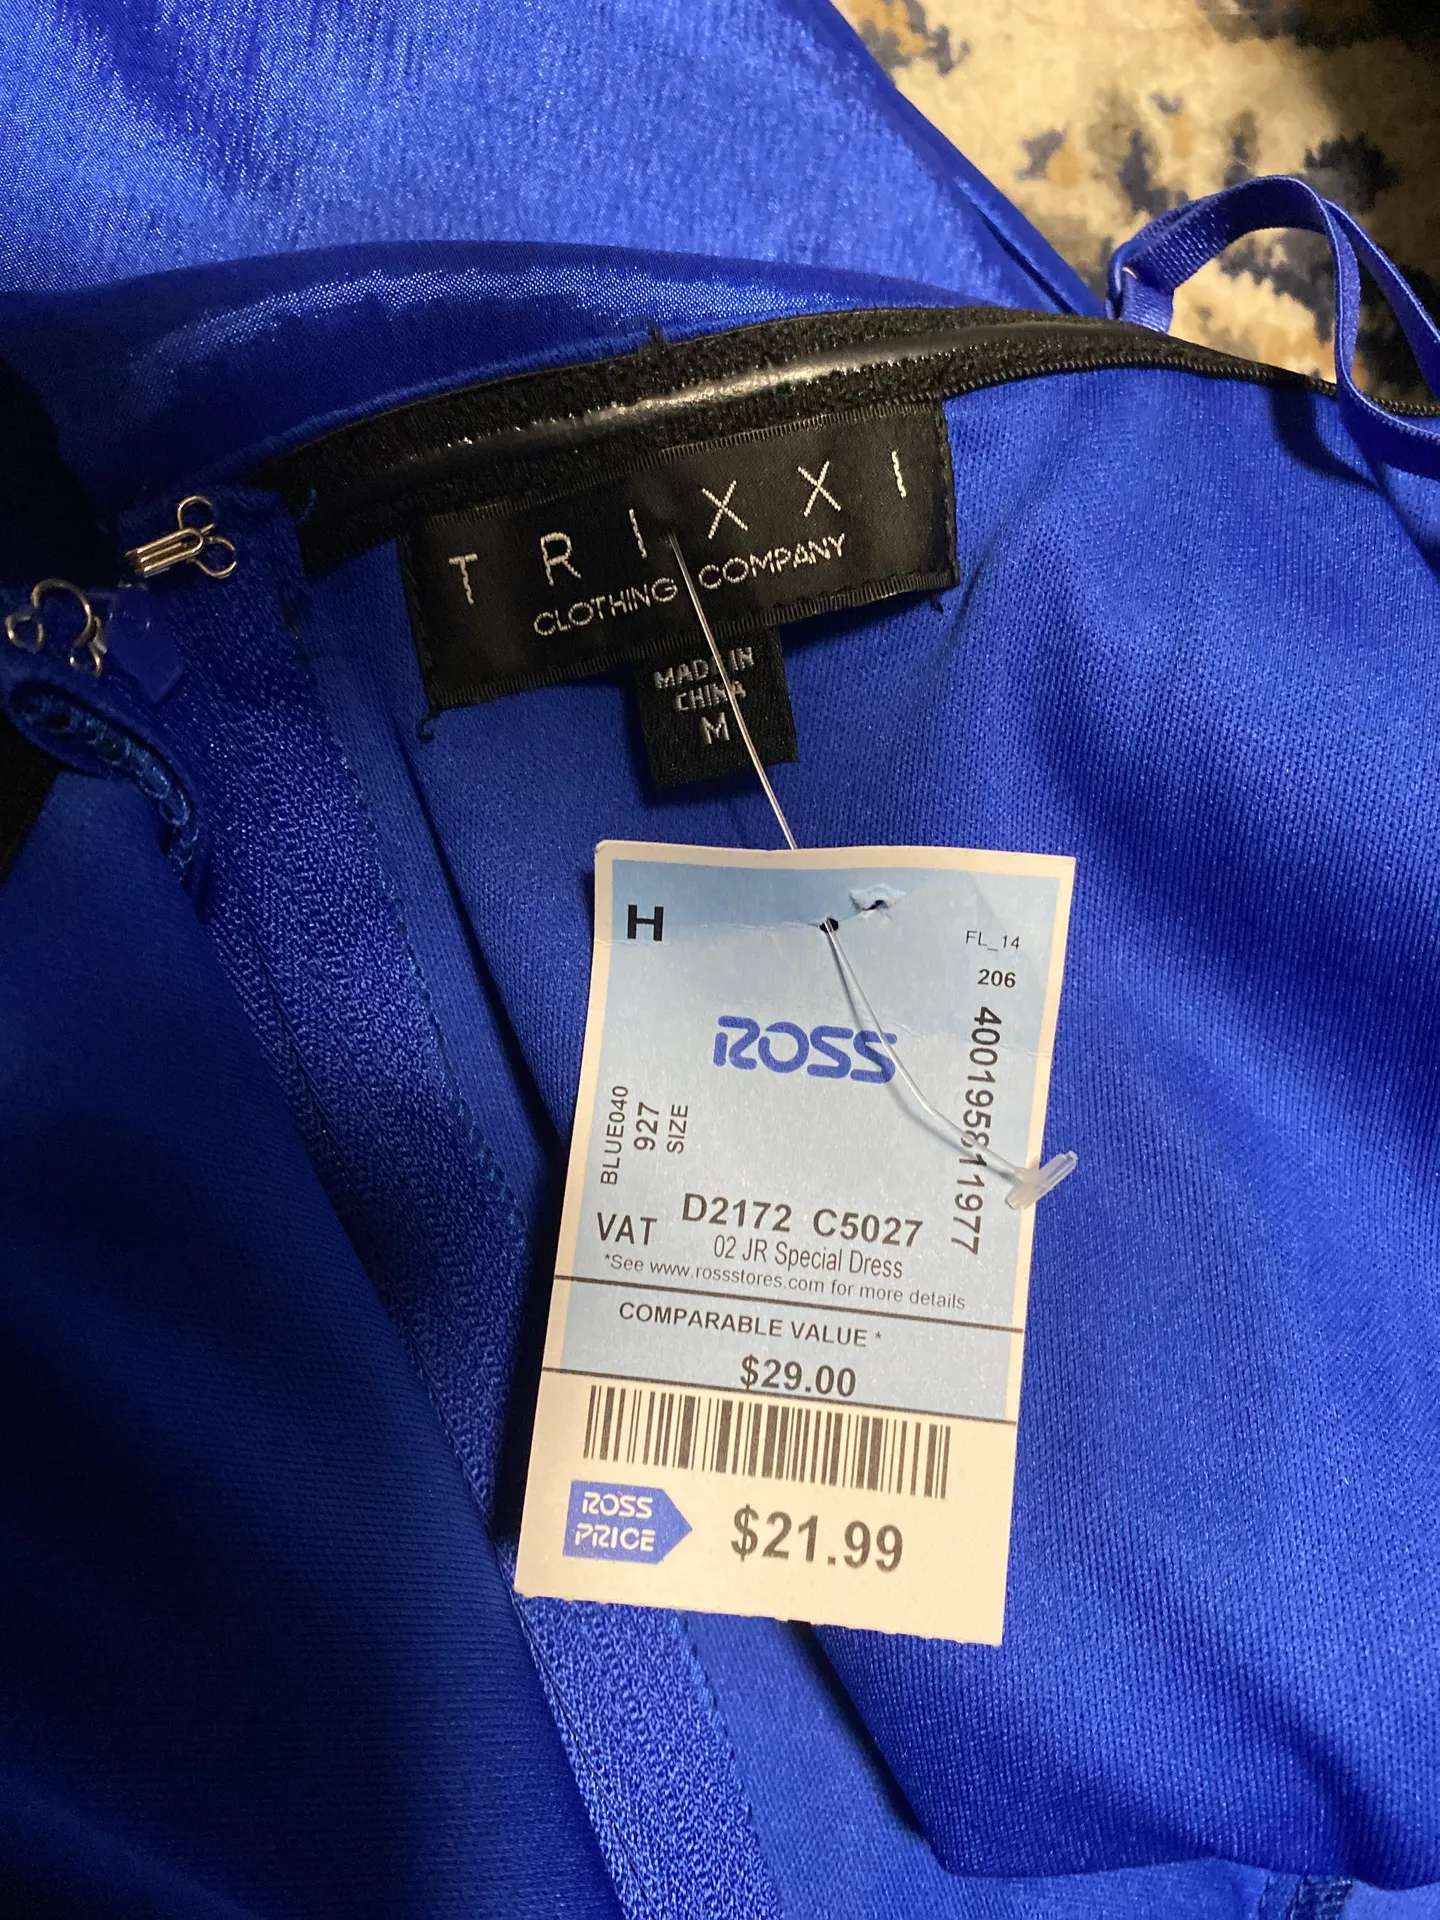 TRIXXI
CLOTHING COMPANY
MADE IN
CHINA
M
H
FL_14
206
ROSS
400195811977
BLUE040
927
SIZE
D2172 C5027
VAT
02 JR Special Dress
*See www.rossstores.com for more details
COMPARABLE VALUE *
$29.00
ROSS
PRICE
$21.99